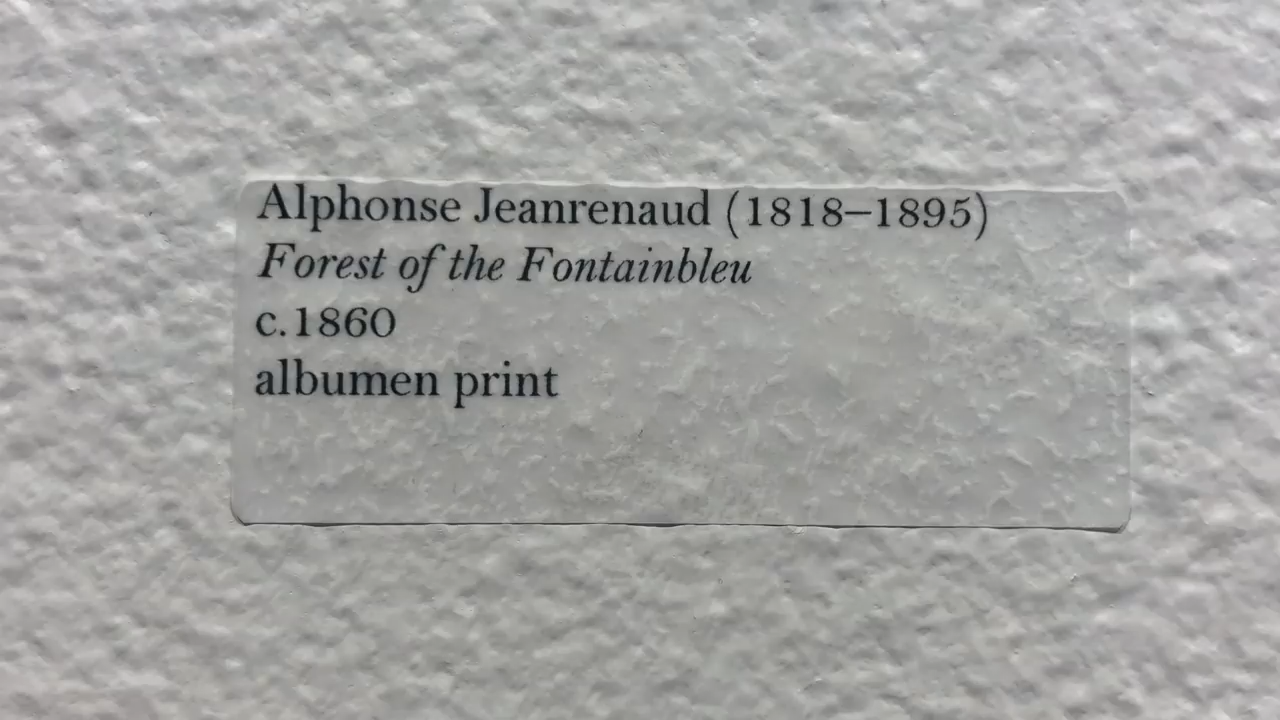 Alphonse Jeanrenaud (1818–1895)
Forest of the Fontainbleu
c.1860
albumen print